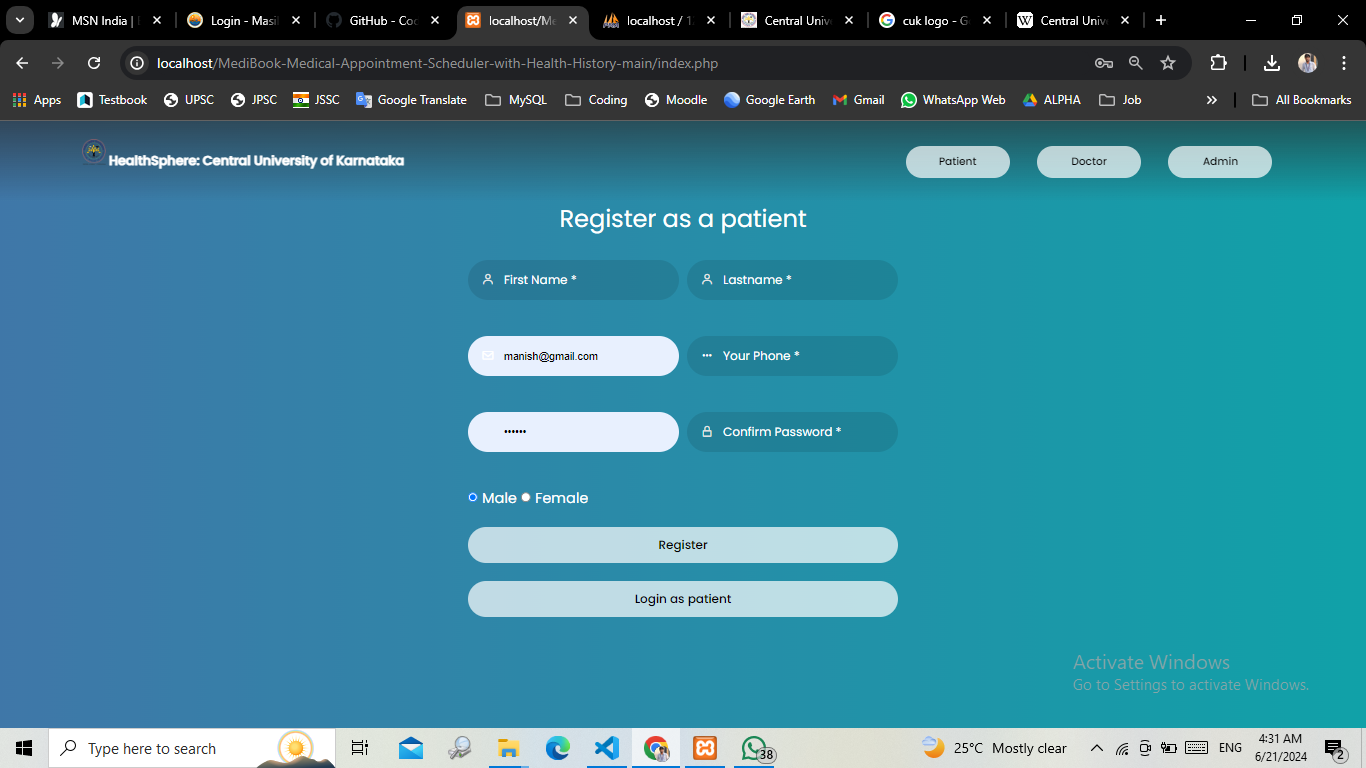 MSN India |
Login - Masi
GitHub - Coc
localhost/Me
localhost / 1
Central Univ
cuk logo - G
Central Univ
localhost/MediBook-Medical-Appointment-Scheduler-with-Health-History-main/index.php
Apps Testbook UPSC JPSC JSSC Google Translate MySQL Coding Moodle Google Earth Gmail WhatsApp Web ALPHA Job » All Bookmarks
HealthSphere: Central University of Karnataka
Patient Doctor Admin
Register as a patient
First Name * Lastname *
manish@gmail.com Your Phone *
•••••• Confirm Password *
Male Female
Register
Login as patient
Activate Windows
Go to Settings to activate Windows.
Type here to search 38 25°C Mostly clear ENG 4:31 AM
6/21/2024 2